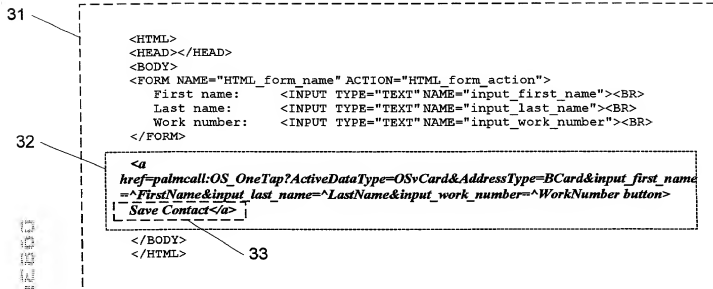 31
<HTML>
<HEAD></HEAD>
<BODY>
<FORM NAME="HTML_form_name" ACTION="HTML_form_action">
First name: <INPUT TYPE="TEXT" NAME="input_first_name"><BR>
Last name: <INPUT TYPE="TEXT" NAME="input_last_name"><BR>
Work number: <INPUT TYPE="TEXT" NAME="input_work_number"><BR>
</FORM>
32
<a
href=palmcall:OS_OneTap?ActiveDataType=OSvCard&AddressType=BCard&input_first_name
=^FirstName&input_last_name=^LastName&input_work_number=^WorkNumber button>
Save Contact</a>
</BODY>
</HTML>
33